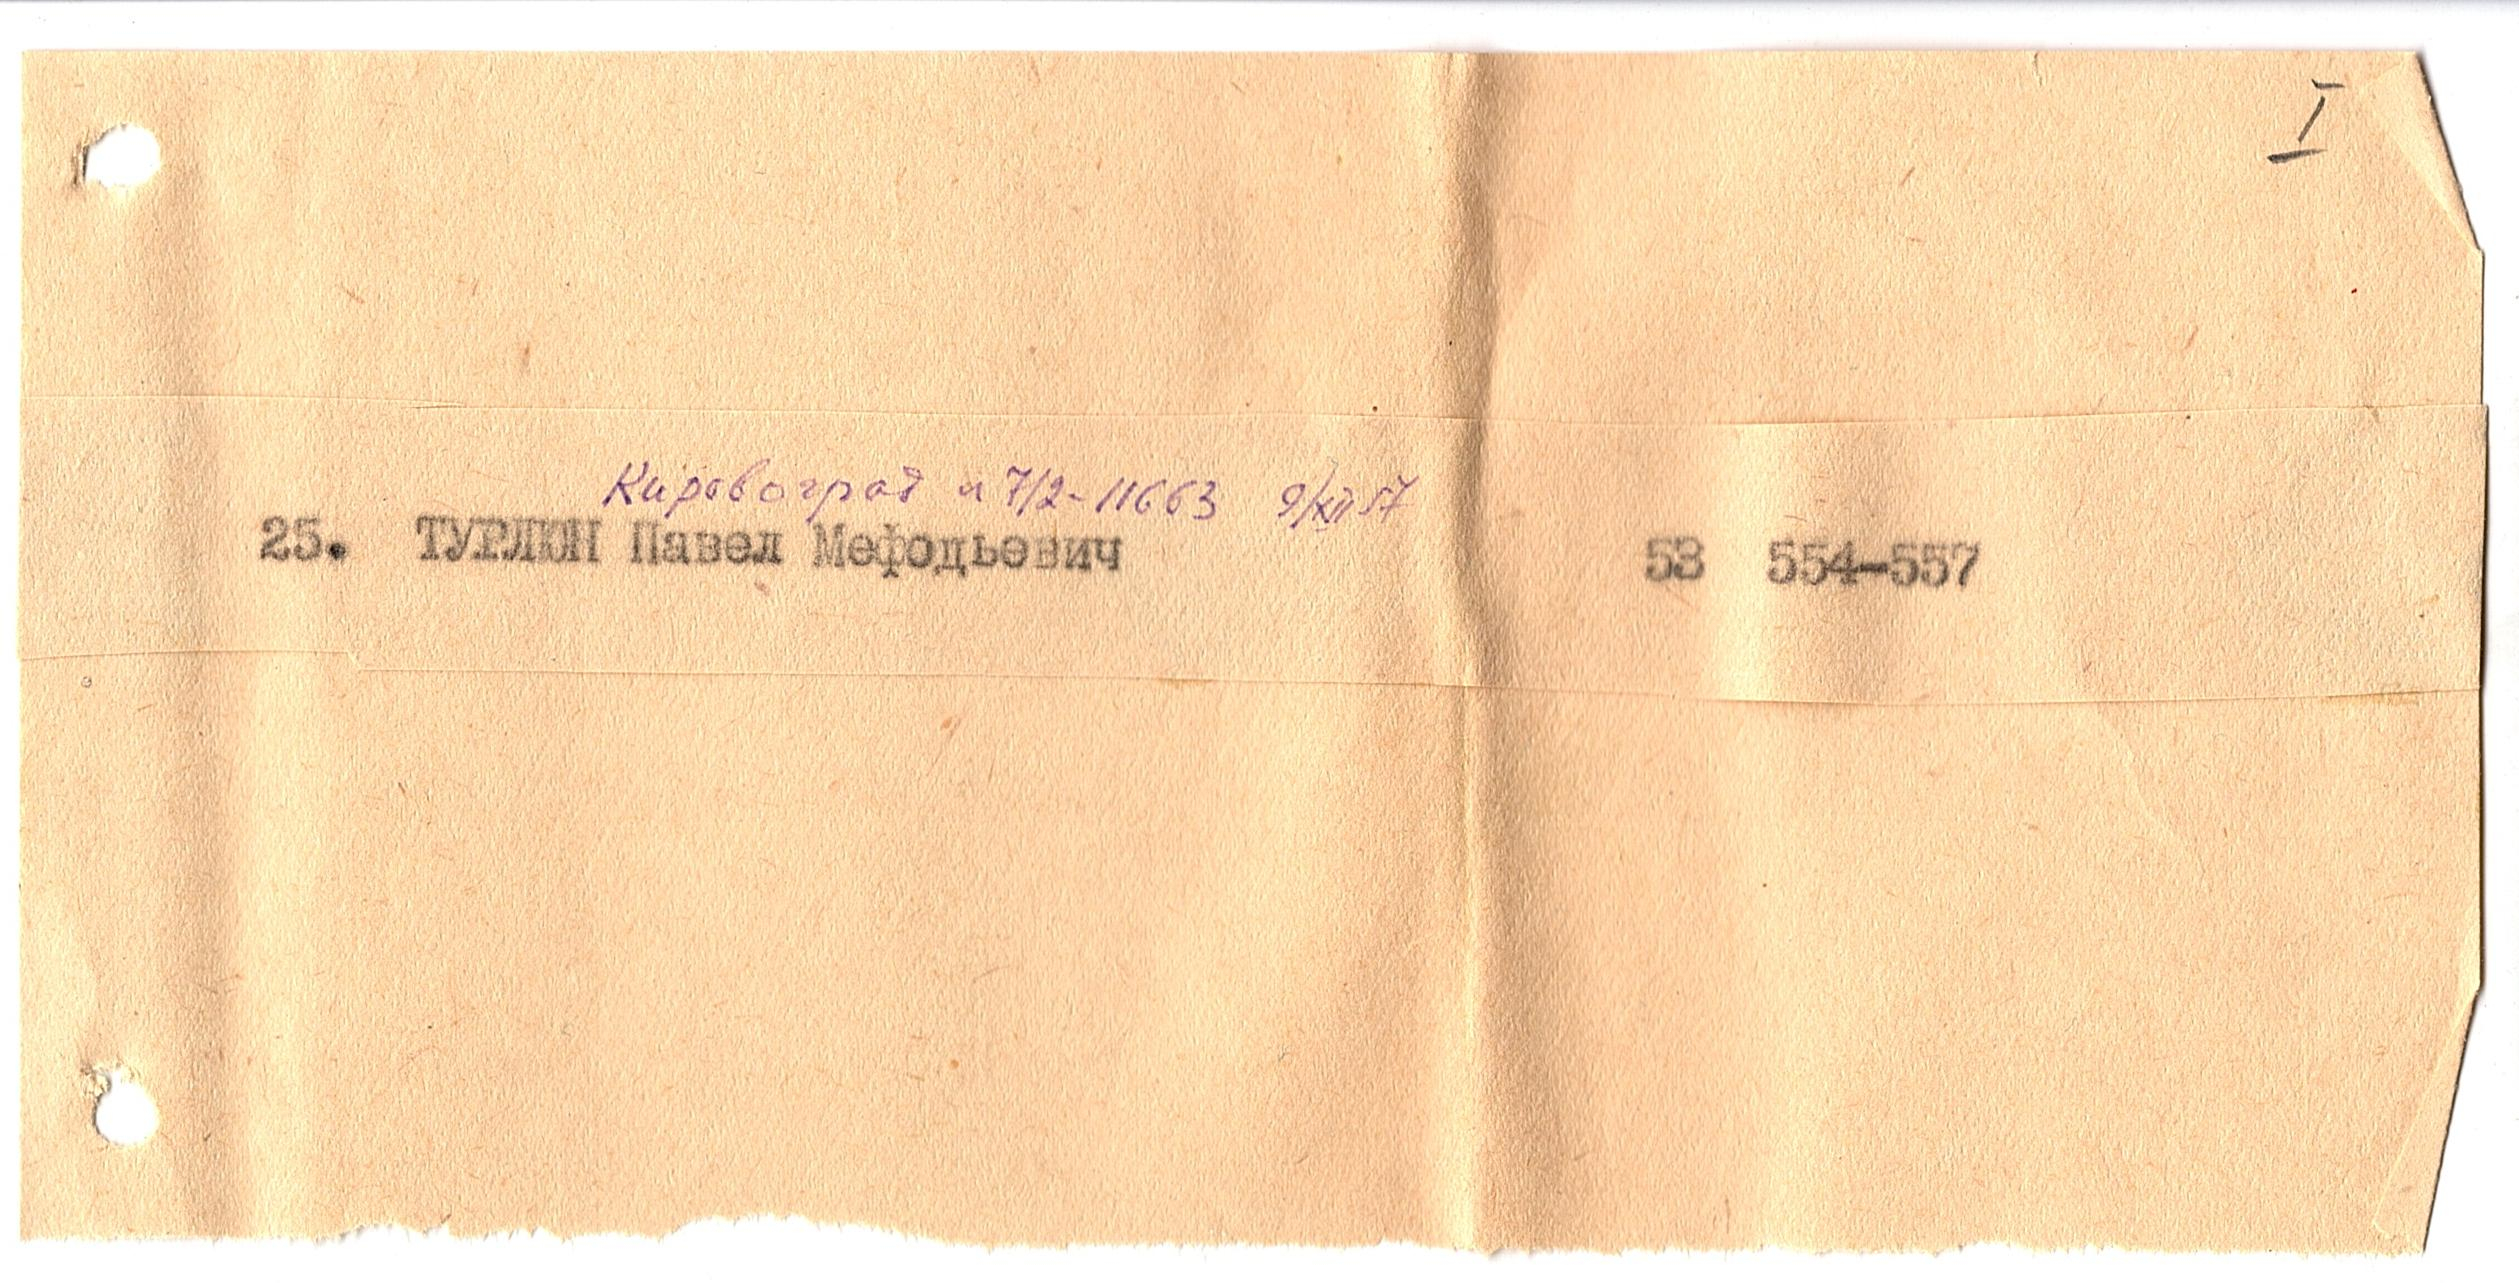 I
Кировоград н 7/2-11663 9/XII 57
25. ТУРЛЮН Павел Мефодьевич 53 554-557